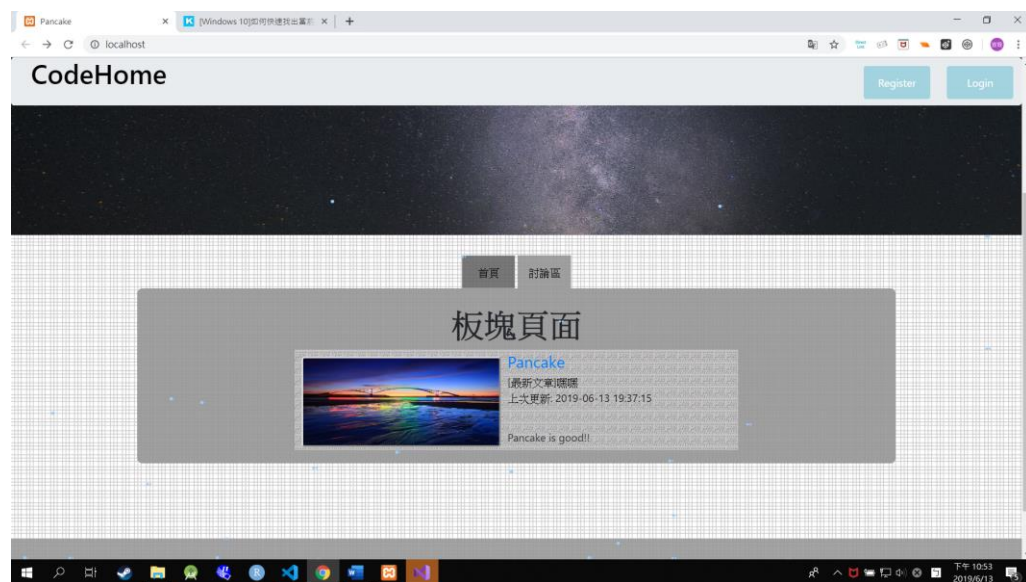 Pancake
[Windows 10]如何快速找出當前
localhost
CodeHome
Register
Login
首頁
討論區
板塊頁面
Pancake
[最新文章]嘿嘿
上次更新: 2019-06-13 19:37:15
Pancake is good!!
下午 10:53
2019/6/13